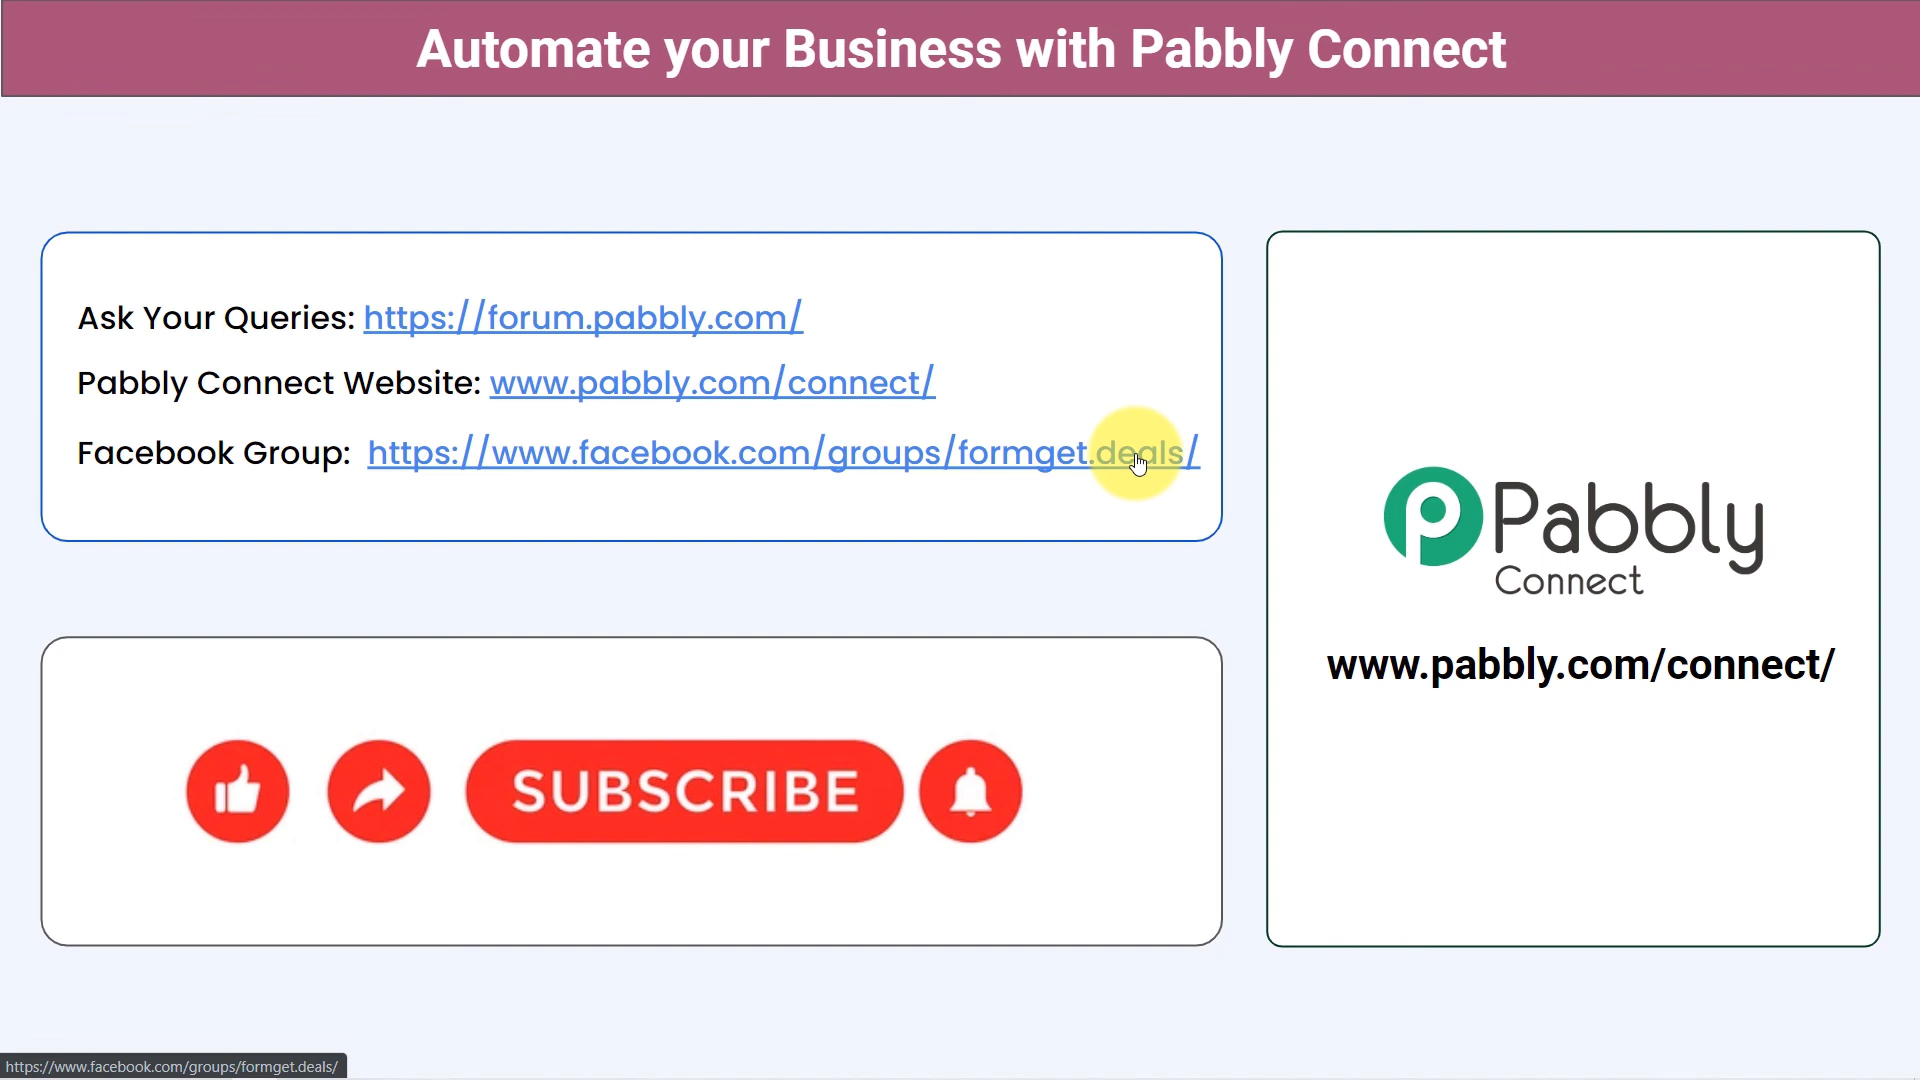 Automate your Business with Pabbly Connect
Ask Your Queries: https://forum.pabbly.com/
Pabbly Connect Website: www.pabbly.com/connect/
Facebook Group: https://www.facebook.com/groups/formget.deals/
Pabbly
Connect
www.pabbly.com/connect/
SUBSCRIBE
https://www.facebook.com/groups/formget.deals/